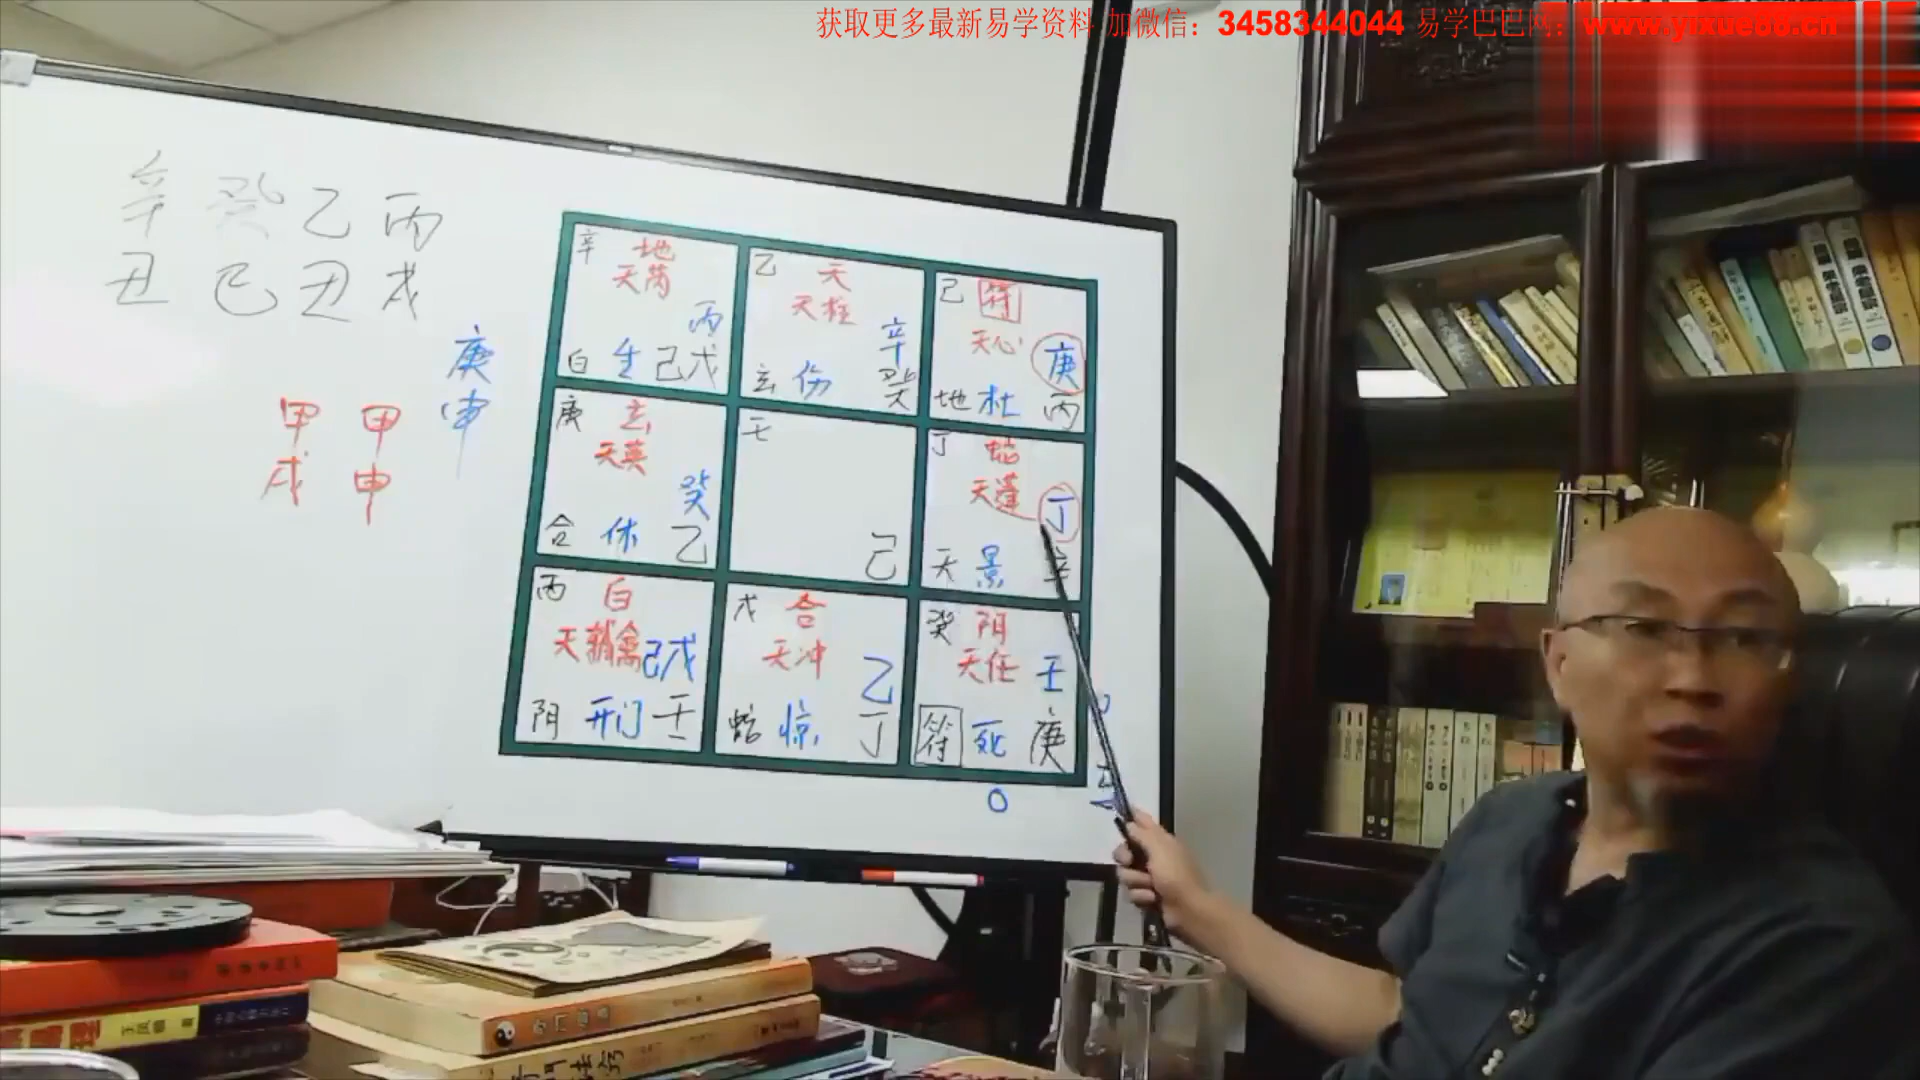 获取更多最新易学资料 加微信：3458344044 易学巴巴网：www.yixue88.cn
辛 癸 乙 丙
丑 巳 丑 戌
庚
申
甲 甲
戌 申
辛 地
天芮
丙
白 生 己戊
乙 天
天柱
辛
玄 伤 癸
己 符
天心
庚
地 杜 丙
庚 玄
天英
癸
合 休 乙
壬
己
丁 蛇
天蓬
丁
天 景 辛
丙 白
天辅禽 己戊
阴 开门 壬
戊 合
天冲
乙
蛇 惊 丁
癸 阴
天任 壬
符 死 庚
O